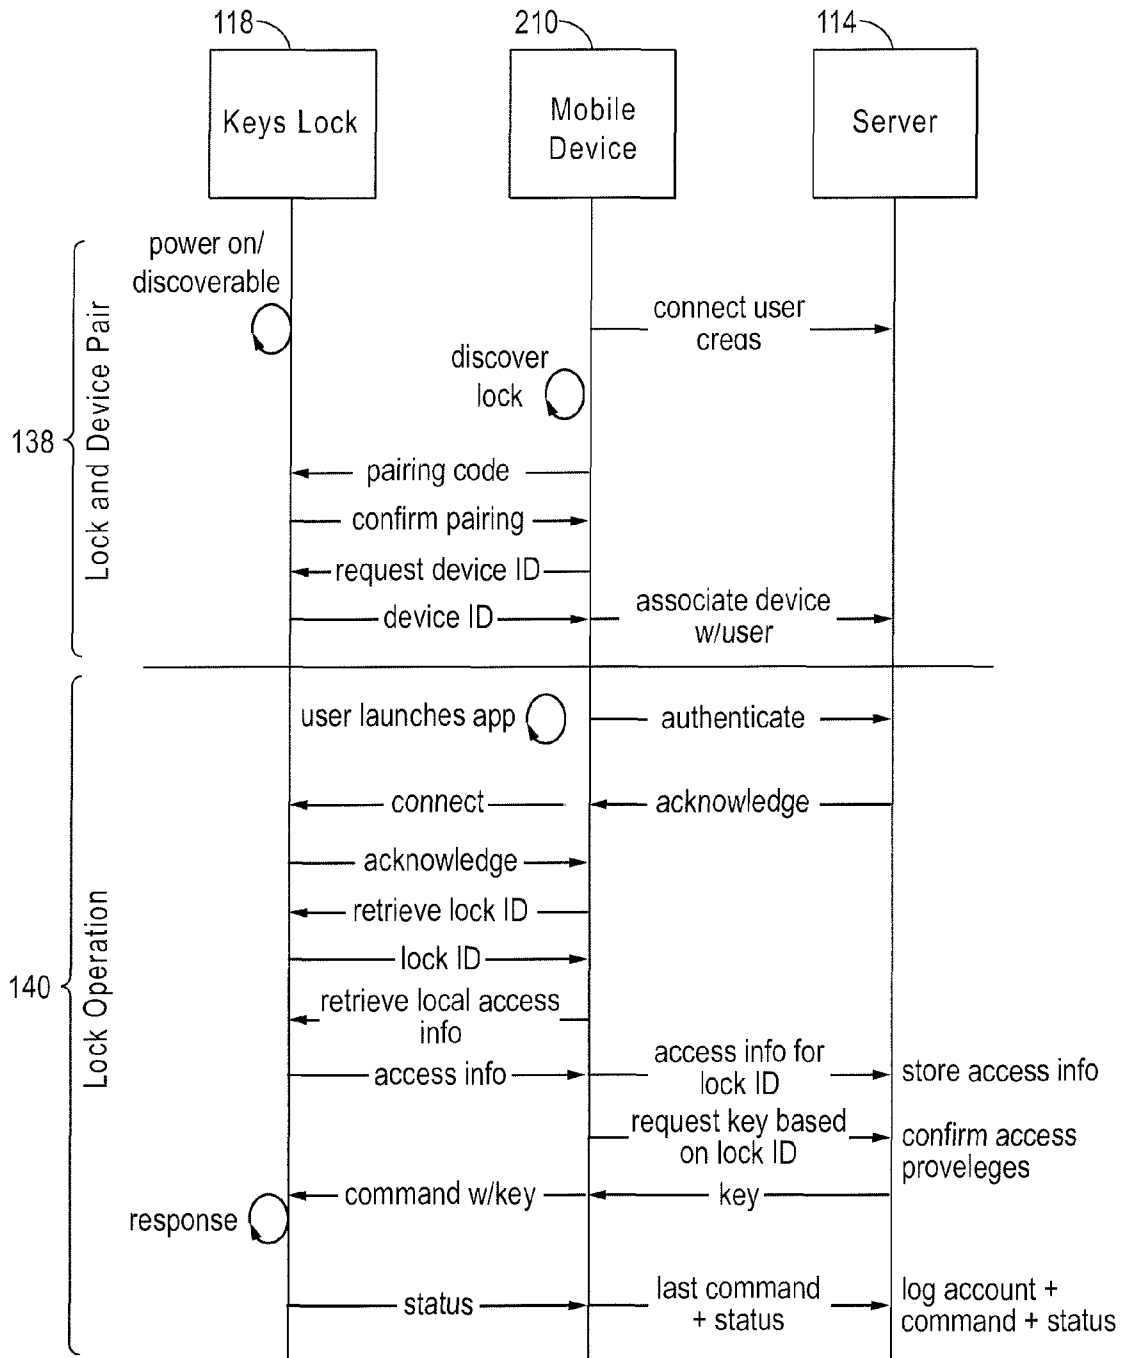 118
210
114
Keys Lock
Mobile
Device
Server
138
Lock and Device Pair
power on/
discoverable
connect user
creas
discover
lock
pairing code
confirm pairing
request device ID
device ID
associate device
w/user
140
Lock Operation
user launches app
authenticate
connect
acknowledge
acknowledge
retrieve lock ID
lock ID
retrieve local access
info
access info
access info for
lock ID
store access info
request key based
on lock ID
confirm access
proveleges
command w/key
key
response
status
last command
+ status
log account +
command + status